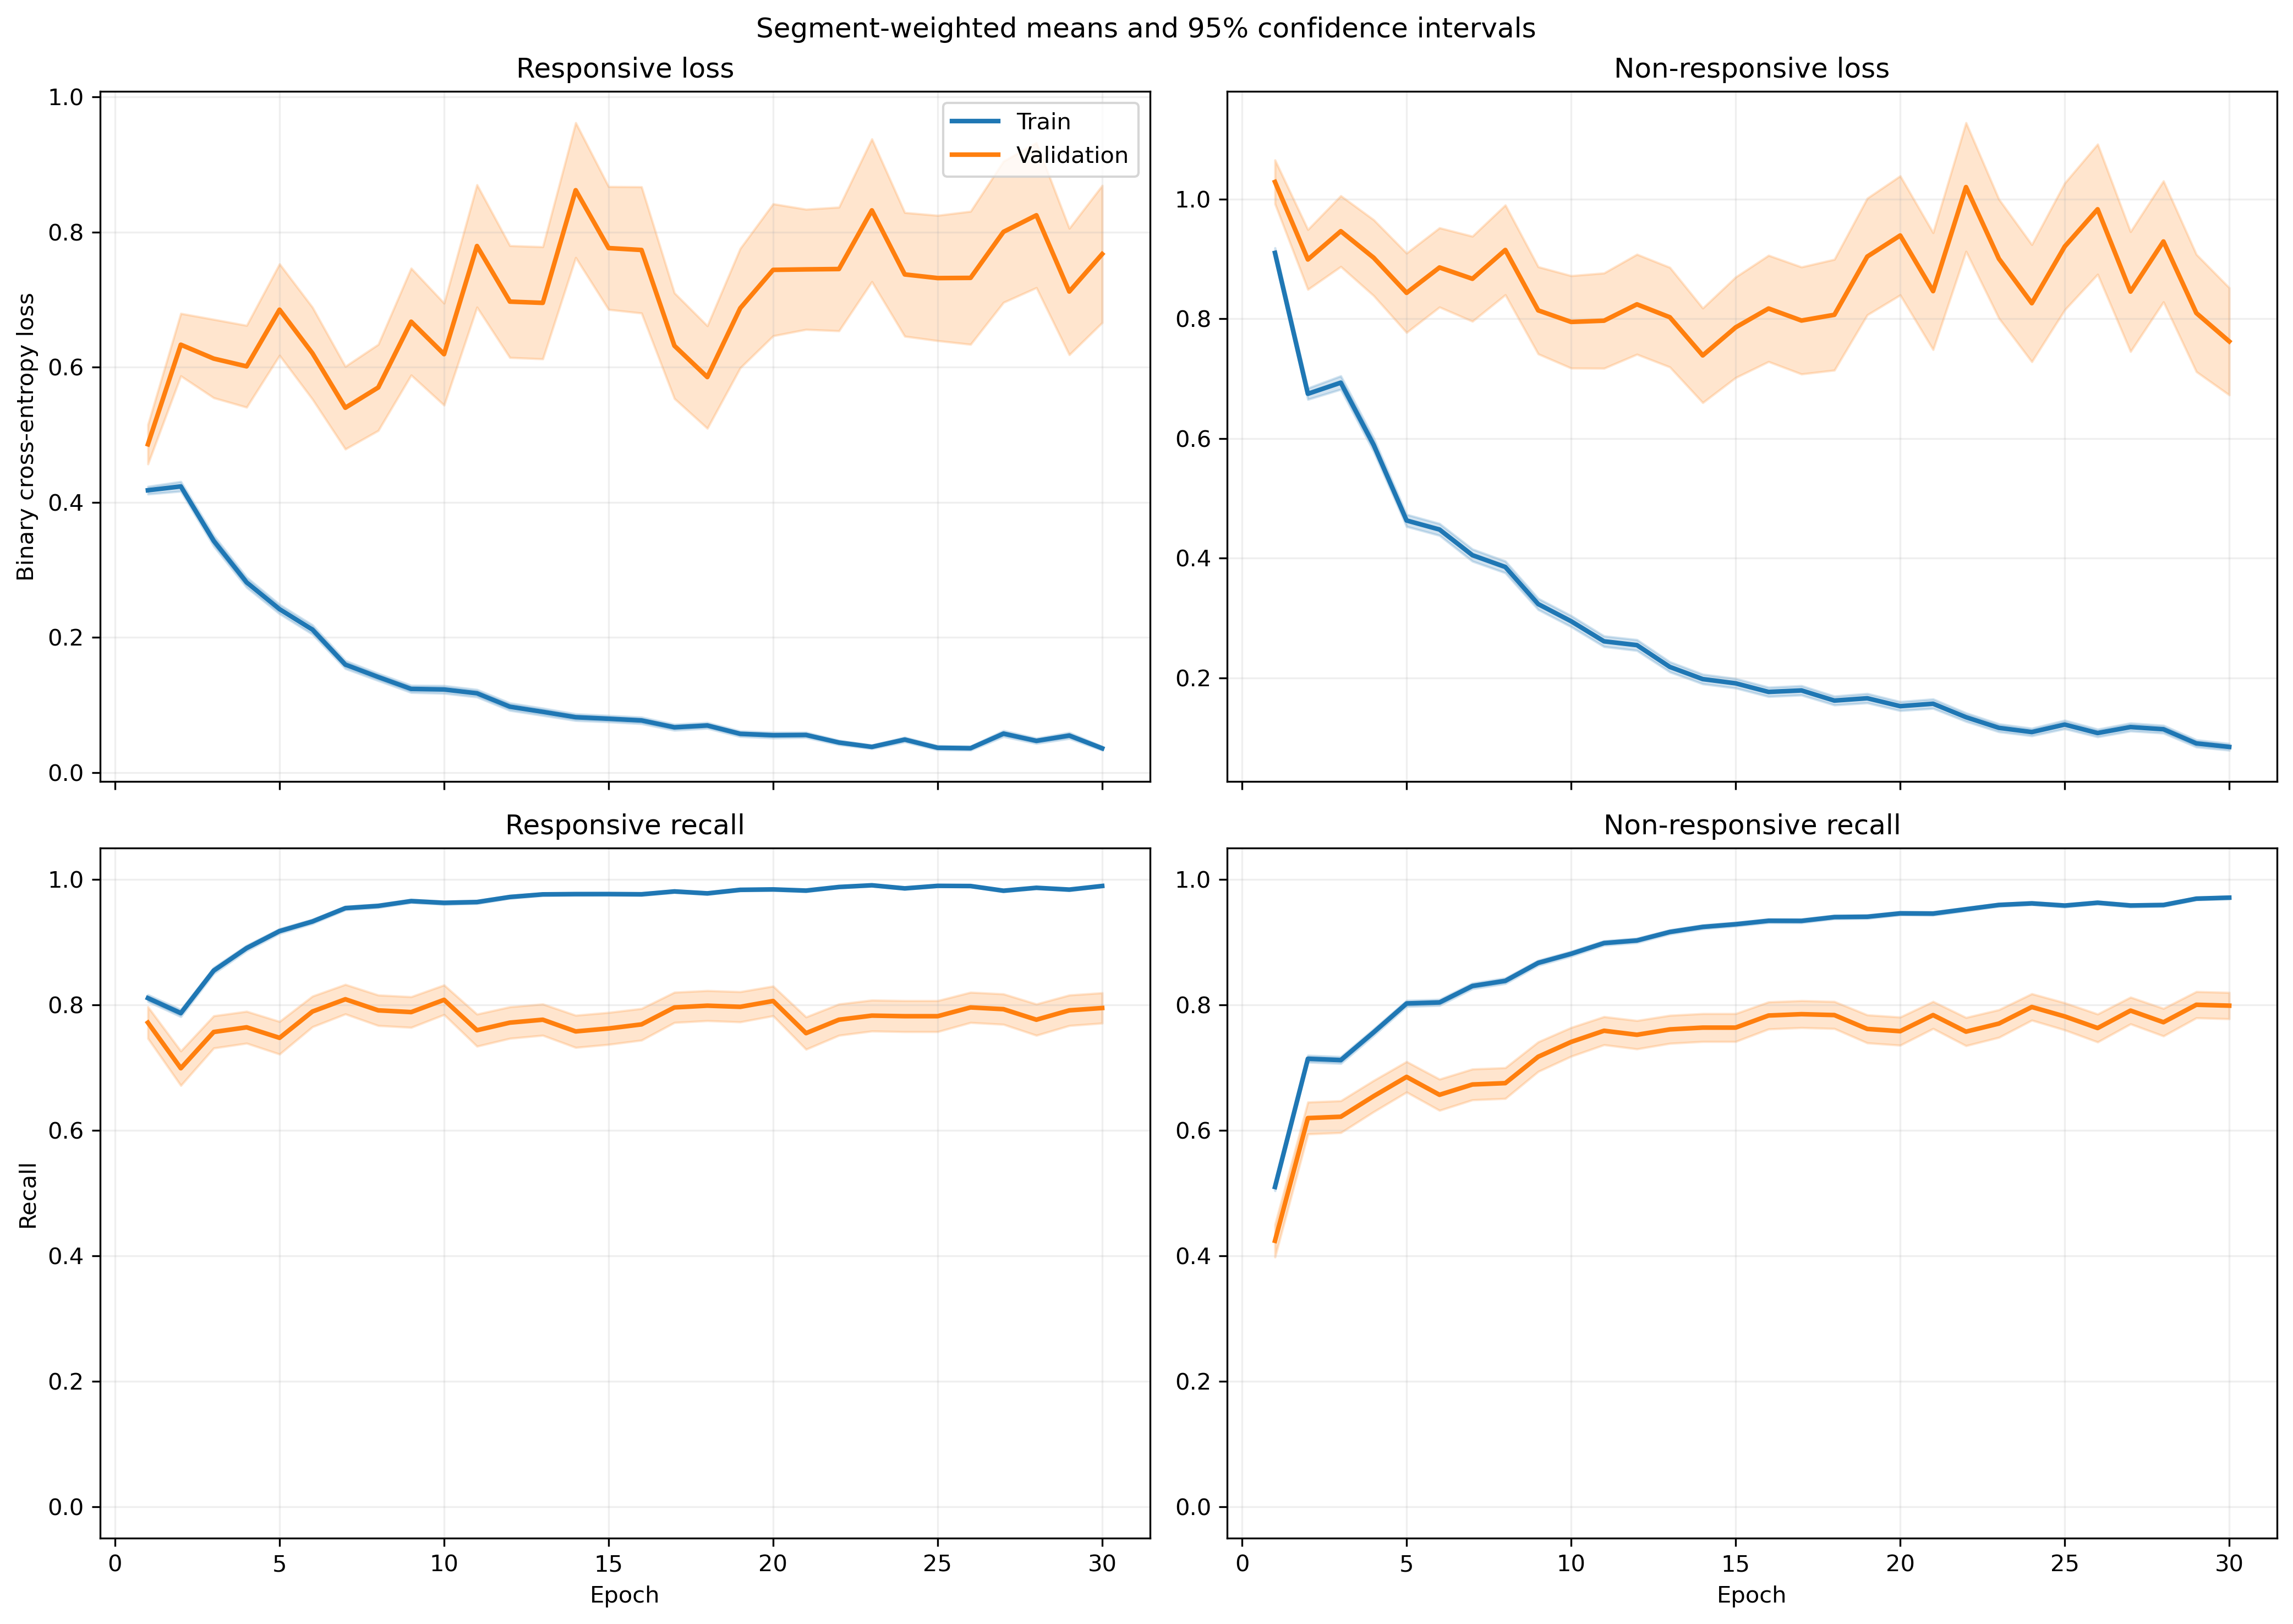 Segment-weighted means and 95% confidence intervals
Responsive loss
Non-responsive loss
Train
Validation
Binary cross-entropy loss
1.0
0.8
0.6
0.4
0.2
0.0
1.0
0.8
0.6
0.4
0.2
Responsive recall
Non-responsive recall
Recall
1.0
0.8
0.6
0.4
0.2
0.0
1.0
0.8
0.6
0.4
0.2
0.0
0 5 10 15 20 25 30
0 5 10 15 20 25 30
Epoch
Epoch